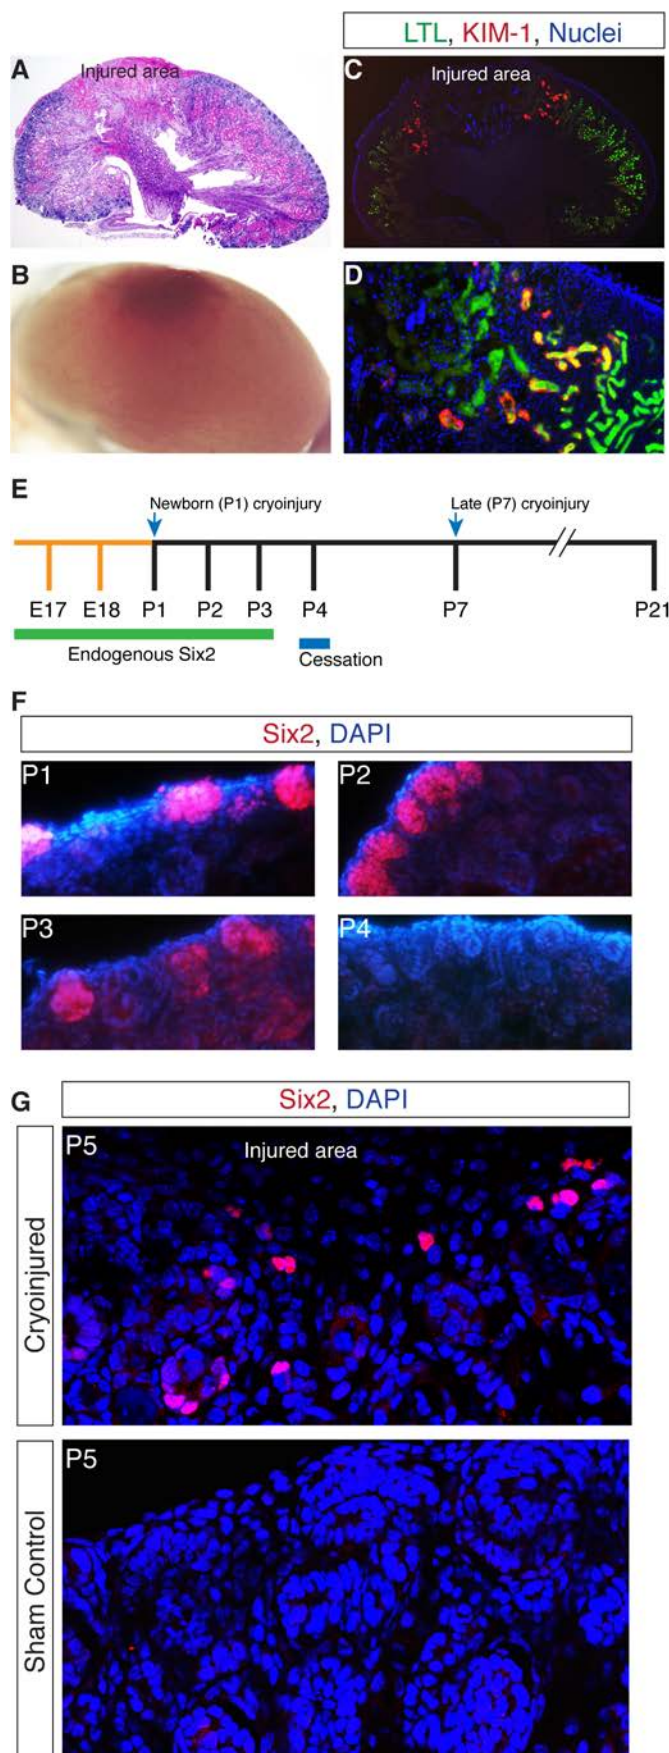 LTL, KIM-1, Nuclei
A
Injured area
C
Injured area
B
D
E
Newborn (P1) cryoinjury
Late (P7) cryoinjury
E17 E18 P1 P2 P3 P4 P7 P21
Endogenous Six2
Cessation
F
Six2, DAPI
P1
P2
P3
P4
G
Six2, DAPI
Cryoinjured
P5
Injured area
Sham Control
P5